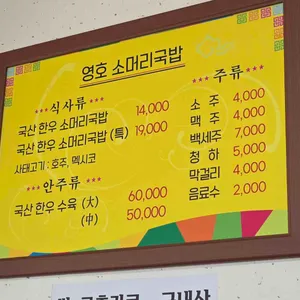 영호 소머리국밥
*** 식사류 ***
국산 한우 소머리국밥 14,000
국산 한우 소머리국밥 (특) 19,000
사태고기 : 호주, 멕시코
*** 안주류 ***
국산 한우 수육 (大) 60,000
(中) 50,000
*** 주류 ***
소 주 4,000
맥 주 4,000
백세주 7,000
청 하 5,000
막걸리 4,000
음료수 2,000